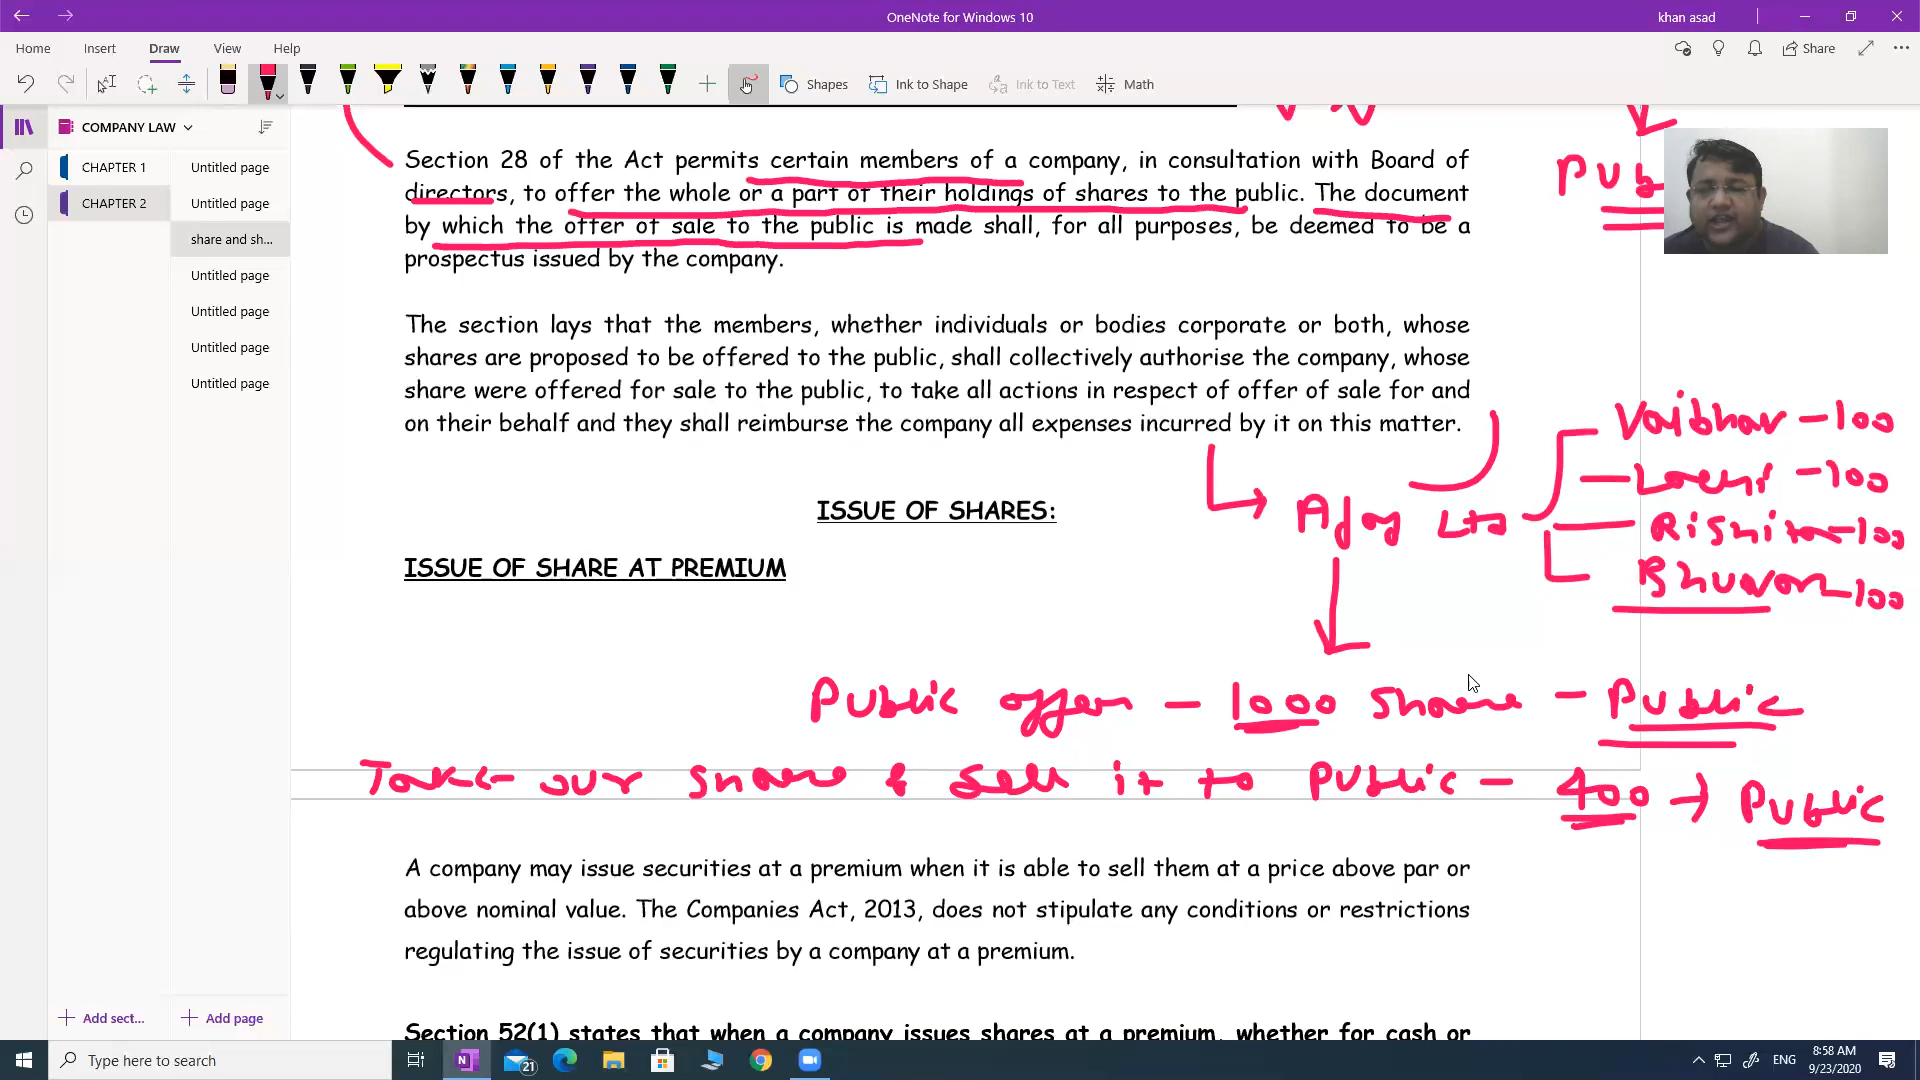 OneNote for Windows 10
khan asad
Home Insert Draw View Help
Share
Shapes Ink to Shape Ink to Text Math
COMPANY LAW
CHAPTER 1
CHAPTER 2
Untitled page
Untitled page
share and sh...
Untitled page
Untitled page
Untitled page
Untitled page
Section 28 of the Act permits certain members of a company, in consultation with Board of
directors, to offer the whole or a part of their holdings of shares to the public. The document
by which the offer of sale to the public is made shall, for all purposes, be deemed to be a
prospectus issued by the company.
The section lays that the members, whether individuals or bodies corporate or both, whose
shares are proposed to be offered to the public, shall collectively authorise the company, whose
share were offered for sale to the public, to take all actions in respect of offer of sale for and
on their behalf and they shall reimburse the company all expenses incurred by it on this matter.
Vaibhav - 100
- 100
- 100
Bhuvan - 100
Ltd
ISSUE OF SHARES:
ISSUE OF SHARE AT PREMIUM
Public offer - 1000 Share - Public
Take our Share & Sell it to Public - 400 → Public
A company may issue securities at a premium when it is able to sell them at a price above par or
above nominal value. The Companies Act, 2013, does not stipulate any conditions or restrictions
regulating the issue of securities by a company at a premium.
Section 52(1) states that when a company issues shares at a premium, whether for cash or
Add sect...
Add page
Type here to search
21
ENG
8:58 AM
9/23/2020